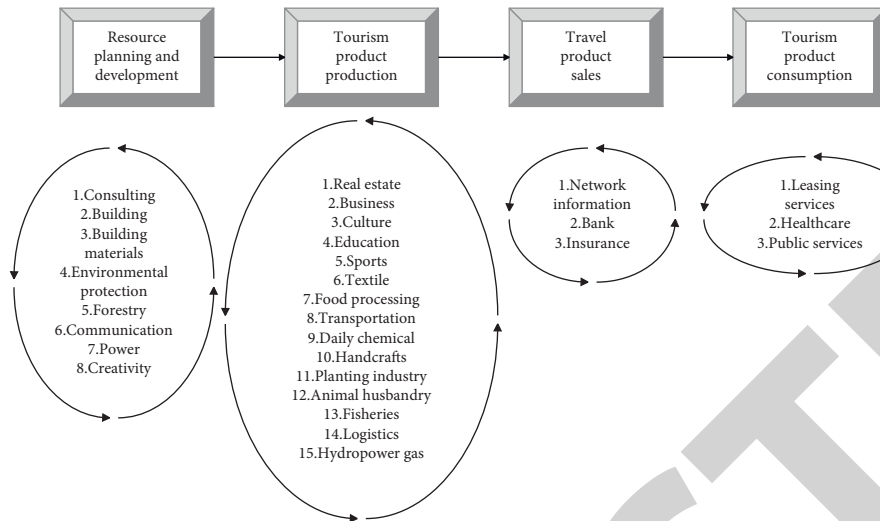 Resource
planning and
development
Tourism
product
production
Travel
product
sales
Tourism
product
consumption
1.Consulting
2.Building
3.Building
materials
4.Environmental
protection
5.Forestry
6.Communication
7.Power
8.Creativity
1.Real estate
2.Business
3.Culture
4.Education
5.Sports
6.Textile
7.Food processing
8.Transportation
9.Daily chemical
10.Handcrafts
11.Planting industry
12.Animal husbandry
13.Fisheries
14.Logistics
15.Hydropower gas
1.Network
information
2.Bank
3.Insurance
1.Leasing
services
2.Healthcare
3.Public services